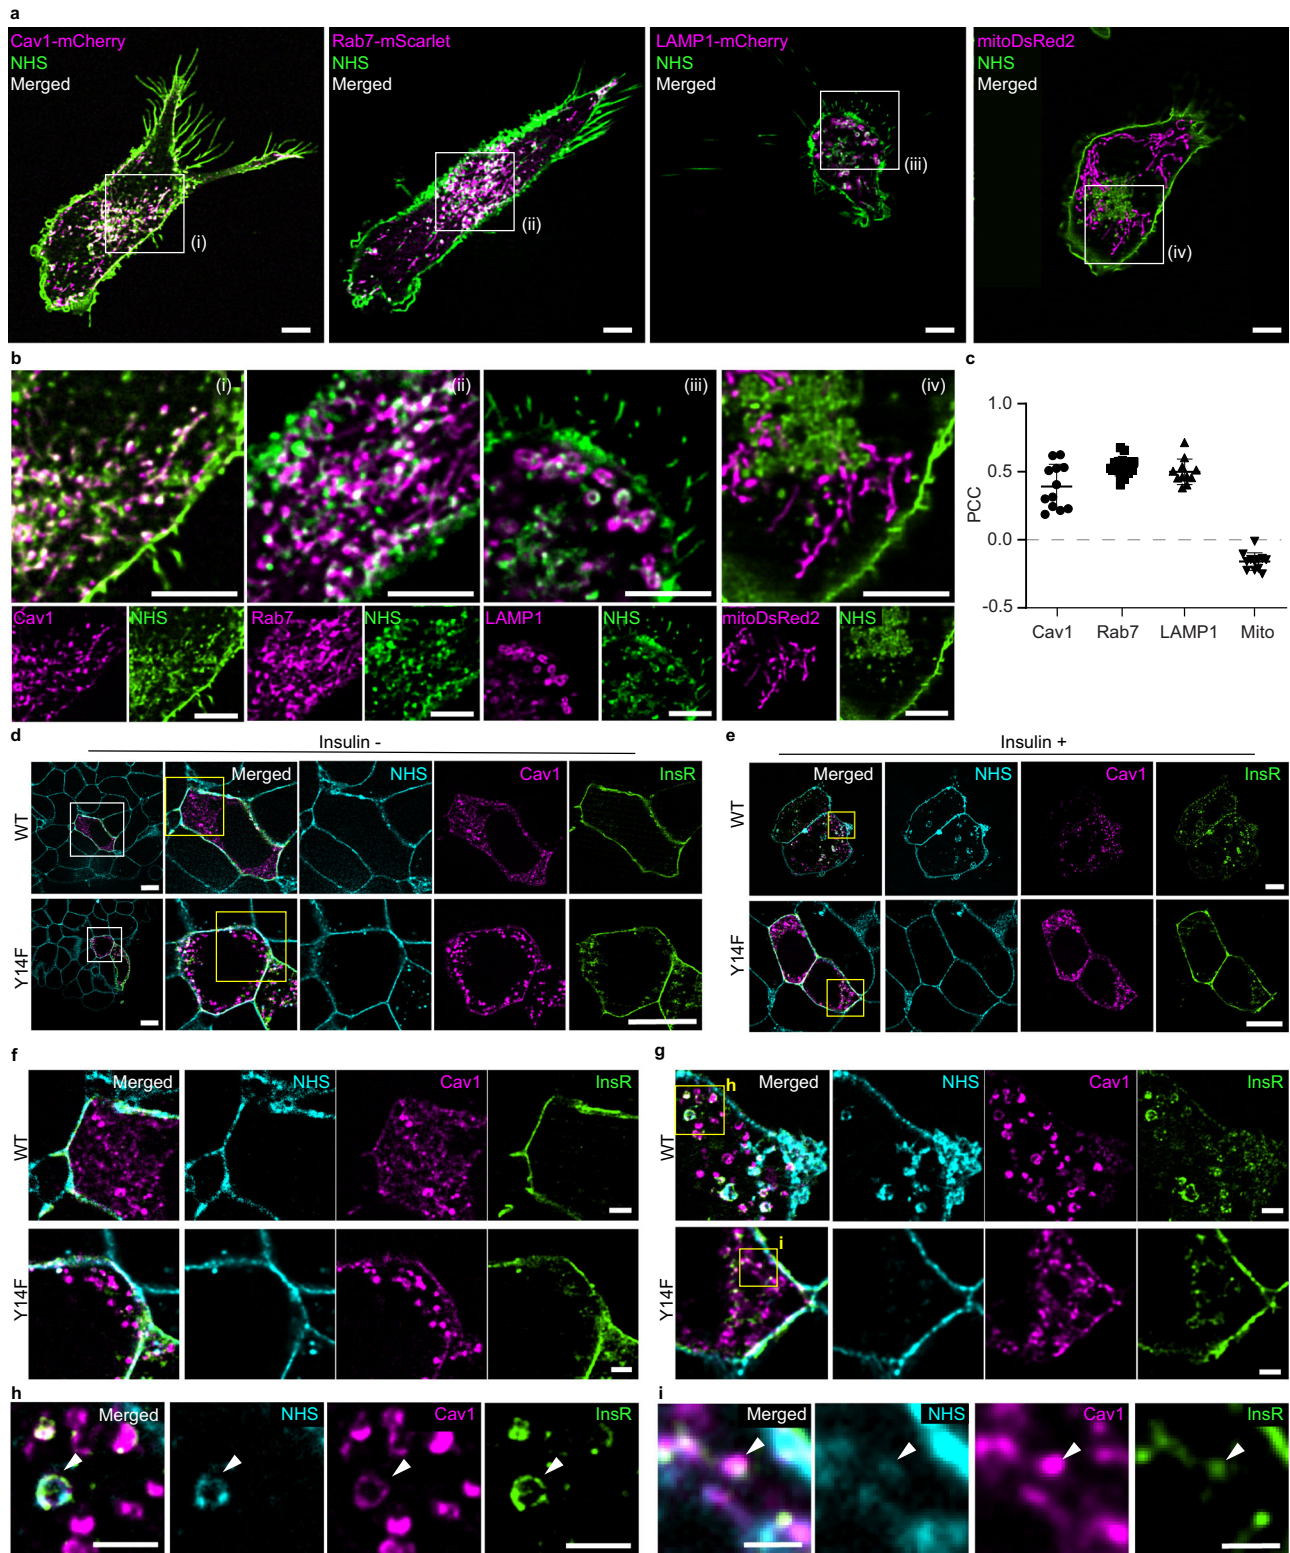 a
Cav1-mCherry
NHS
Merged
(i)
Rab7-mScarlet
NHS
Merged
(ii)
LAMP1-mCherry
NHS
Merged
(iii)
mitoDsRed2
NHS
Merged
(iv)
b
(i)
(ii)
(iii)
(iv)
Cav1
NHS
Rab7
NHS
LAMP1
NHS
mitoDsRed2
NHS
c
1.0
0.5
0.0
-0.5
PCC
Cav1
Rab7
LAMP1
Mito
d
Insulin -
WT
Merged
NHS
Cav1
InsR
Y14F
e
Insulin +
WT
Merged
NHS
Cav1
InsR
Y14F
f
WT
Merged
NHS
Cav1
InsR
Y14F
g
WT
h
Merged
NHS
Cav1
InsR
Y14F
i
h
Merged
NHS
Cav1
InsR
i
Merged
NHS
Cav1
InsR